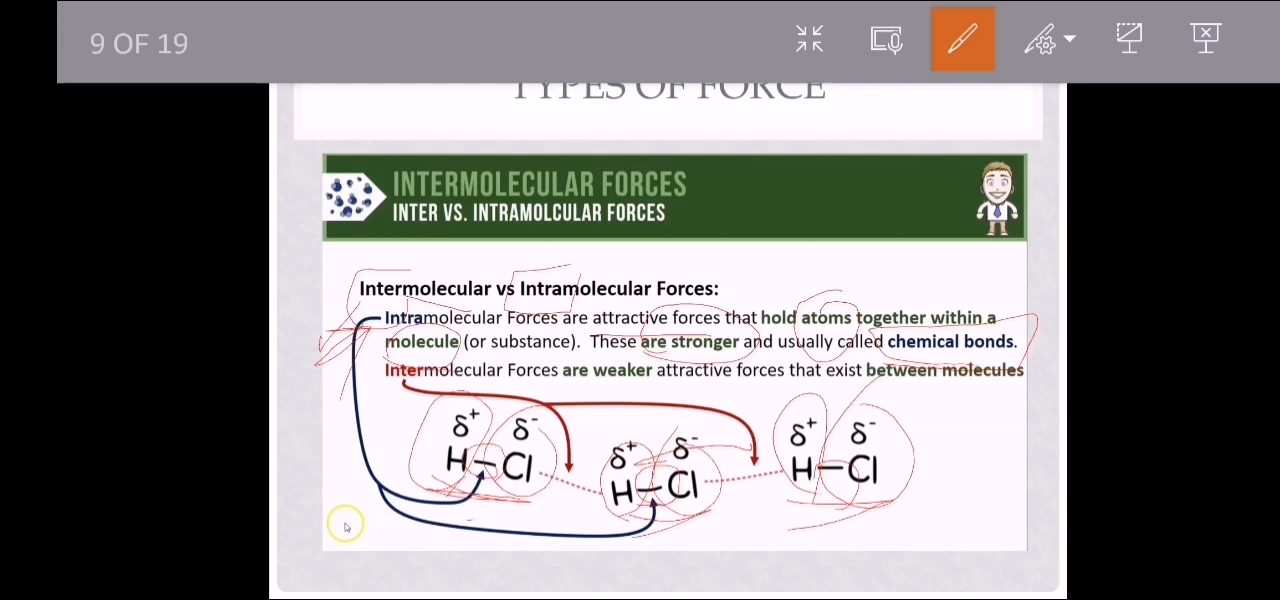 9 OF 19
TYPES OF FORCE
INTERMOLECULAR FORCES
INTER VS. INTRAMOLCULAR FORCES
Intermolecular vs Intramolecular Forces:
Intramolecular Forces are attractive forces that hold atoms together within a
molecule (or substance). These are stronger and usually called chemical bonds.
Intermolecular Forces are weaker attractive forces that exist between molecules
δ+ δ-
H–Cl
δ+ δ-
H–Cl
δ+ δ-
H–Cl